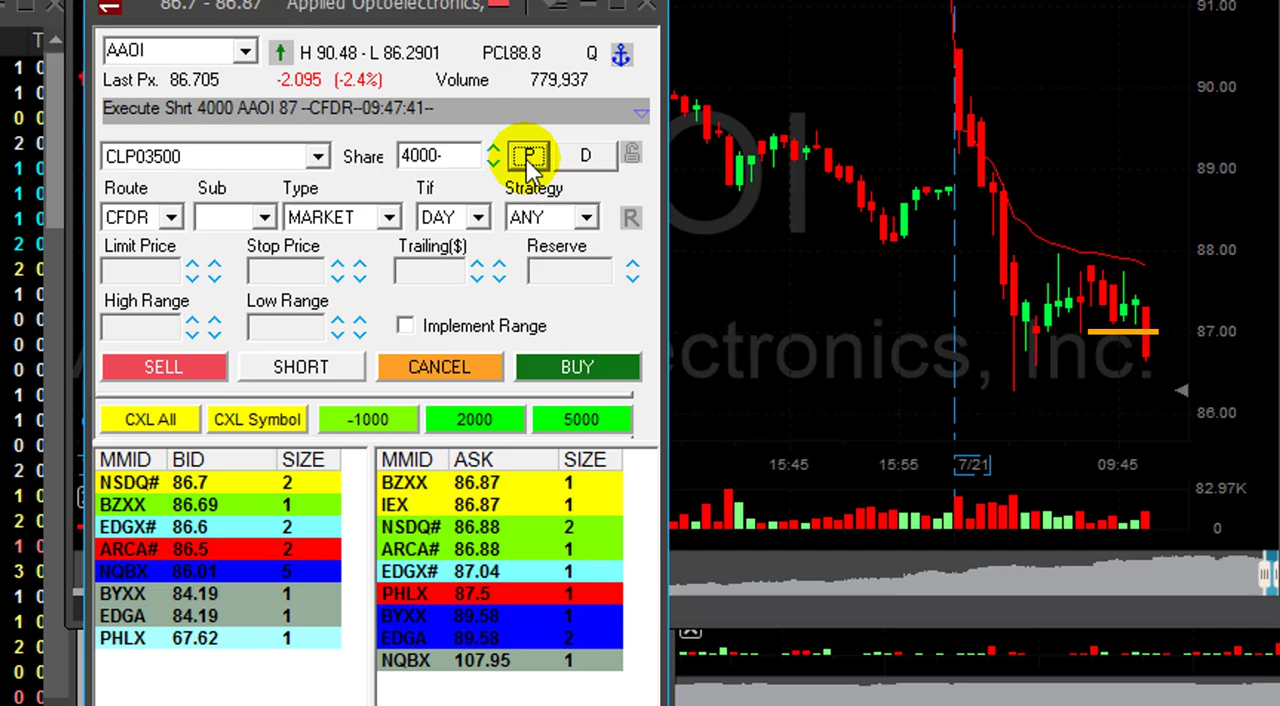 86.7 - 86.87 Applied Optoelectronics,
AAOI H 90.48 - L 86.2901 PCL88.8 Q
Last Px. 86.705 -2.095 (-2.4%) Volume 779,937
Execute Shrt 4000 AAOI 87 --CFDR--09:47:41--
CLP03500 Share 4000- P D
Route Sub Type Tif Strategy
CFDR MARKET DAY ANY R
Limit Price Stop Price Trailing($) Reserve
High Range Low Range
Implement Range
SELL SHORT CANCEL BUY
CXL All CXL Symbol -1000 2000 5000
MMID BID SIZE MMID ASK SIZE
NSDQ# 86.7 2 BZXX 86.87 1
BZXX 86.69 1 IEX 86.87 1
EDGX# 86.6 2 NSDQ# 86.88 2
ARCA# 86.5 2 ARCA# 86.88 1
NQBX 86.01 5 EDGX# 87.04 1
BYXX 84.19 1 PHLX 87.5 1
EDGA 84.19 1 BYXX 89.58 1
PHLX 67.62 1 EDGA 89.58 2
NQBX 107.95 1
91.00
90.00
89.00
88.00
87.00
86.00
OI
ectronics, Inc.
15:45 15:55 7/21 09:45
82.97K
0